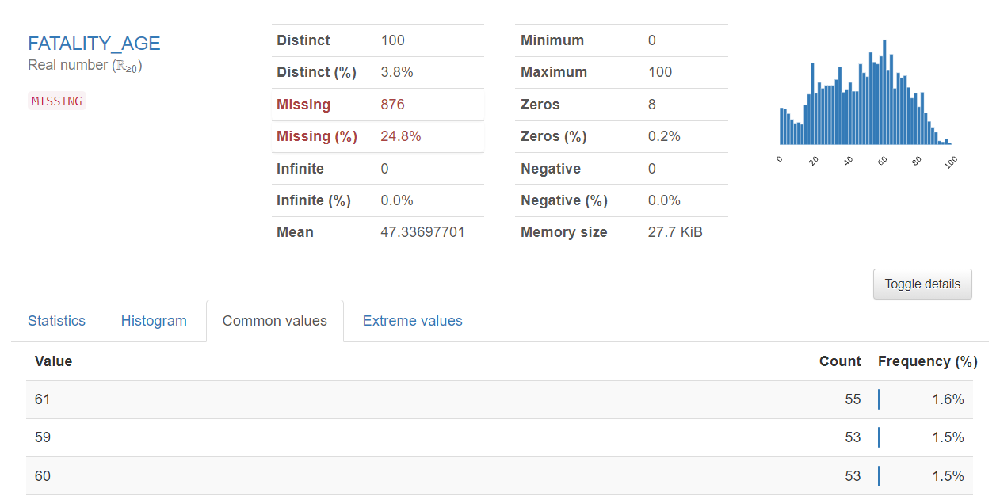 FATALITY_AGE
Real number (ℝ≥0)
MISSING
Distinct 100
Distinct (%) 3.8%
Missing 876
Missing (%) 24.8%
Infinite 0
Infinite (%) 0.0%
Mean 47.33697701
Minimum 0
Maximum 100
Zeros 8
Zeros (%) 0.2%
Negative 0
Negative (%) 0.0%
Memory size 27.7 KiB
0 20 40 60 80 100
Toggle details
Statistics Histogram Common values Extreme values
Value Count Frequency (%)
61 55 1.6%
59 53 1.5%
60 53 1.5%